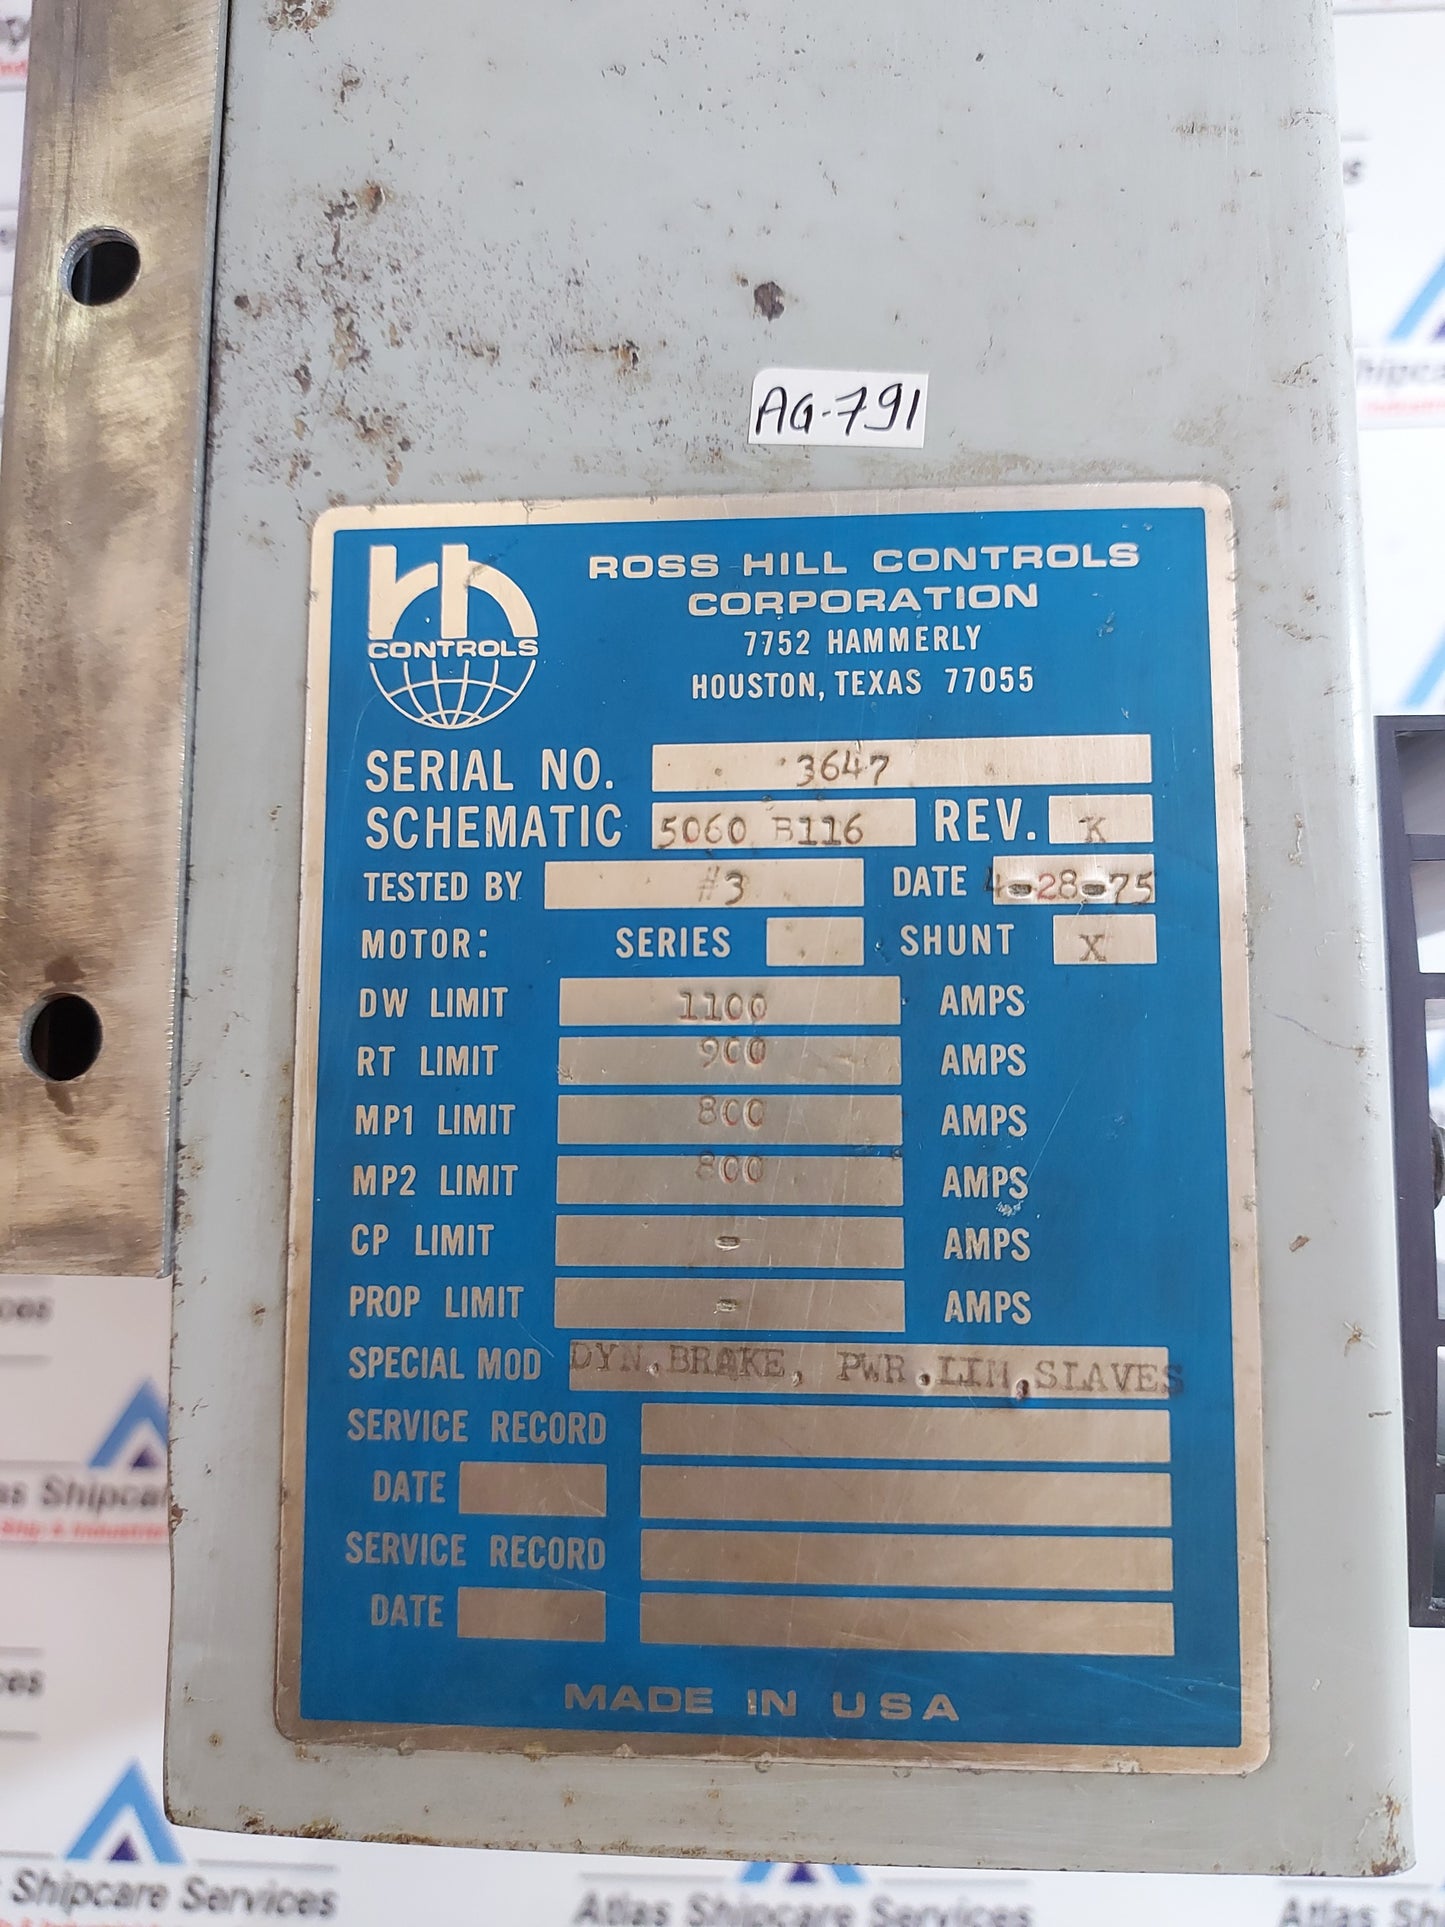 AG-791
rh
CONTROLS
ROSS HILL CONTROLS
CORPORATION
7752 HAMMERLY
HOUSTON, TEXAS 77055
SERIAL NO. 3647
SCHEMATIC 5060 B116 REV. K
TESTED BY #3 DATE 4-28-75
MOTOR: SERIES SHUNT X
DW LIMIT 1100 AMPS
RT LIMIT 900 AMPS
MP1 LIMIT 800 AMPS
MP2 LIMIT 800 AMPS
CP LIMIT - AMPS
PROP LIMIT - AMPS
SPECIAL MOD DYN.BRAKE, PWR.LIM.SLAVES
SERVICE RECORD
DATE
SERVICE RECORD
DATE
MADE IN USA
Shipcare Services
Atlas Shipcare Services